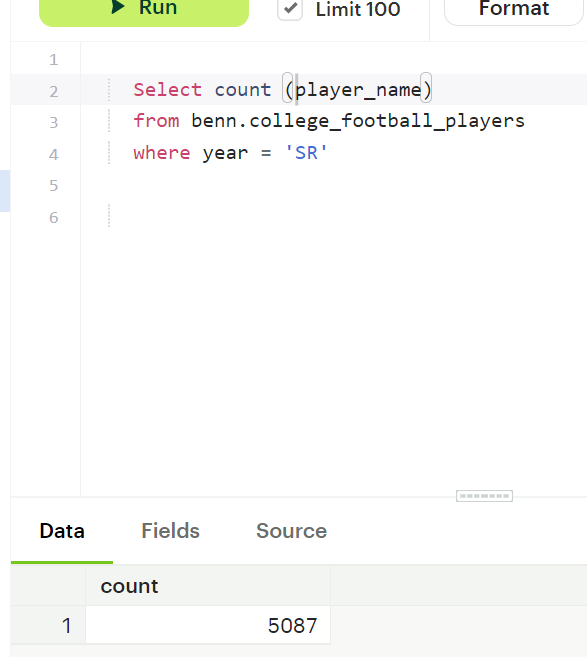 Run Limit 100 Format
1
2 Select count (player_name)
3 from benn.college_football_players
4 where year = 'SR'
5
6
Data Fields Source
count
1 5087